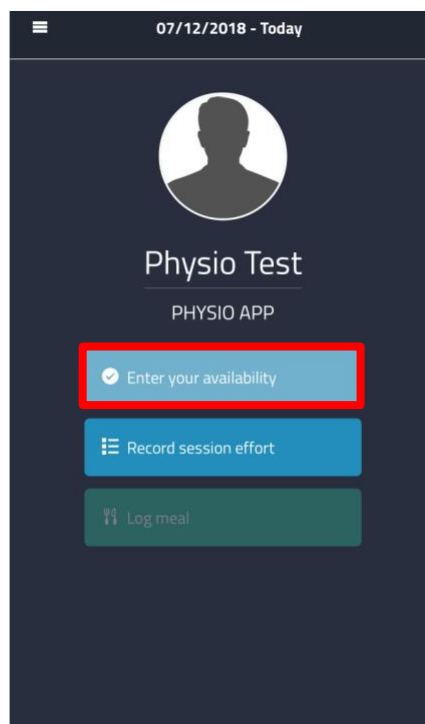 07/12/2018 - Today
Physio Test
PHYSIO APP
Enter your availability
Record session effort
Log meal